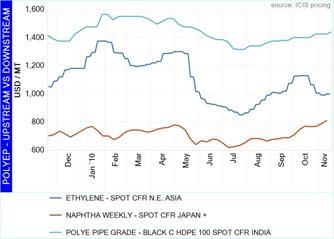 source: ICIS pricing
POLYEP - UPSTREAM VS DOWNSTREAM
USD / MT
1,600
1,400
1,200
1,000
800
600
Dec
Jan '10
Feb
Mar
Apr
May
Jun
Jul
Aug
Sep
Oct
Nov
ETHYLENE - SPOT CFR N.E. ASIA
NAPHTHA WEEKLY - SPOT CFR JAPAN +
POLYE PIPE GRADE - BLACK C HDPE 100 SPOT CFR INDIA